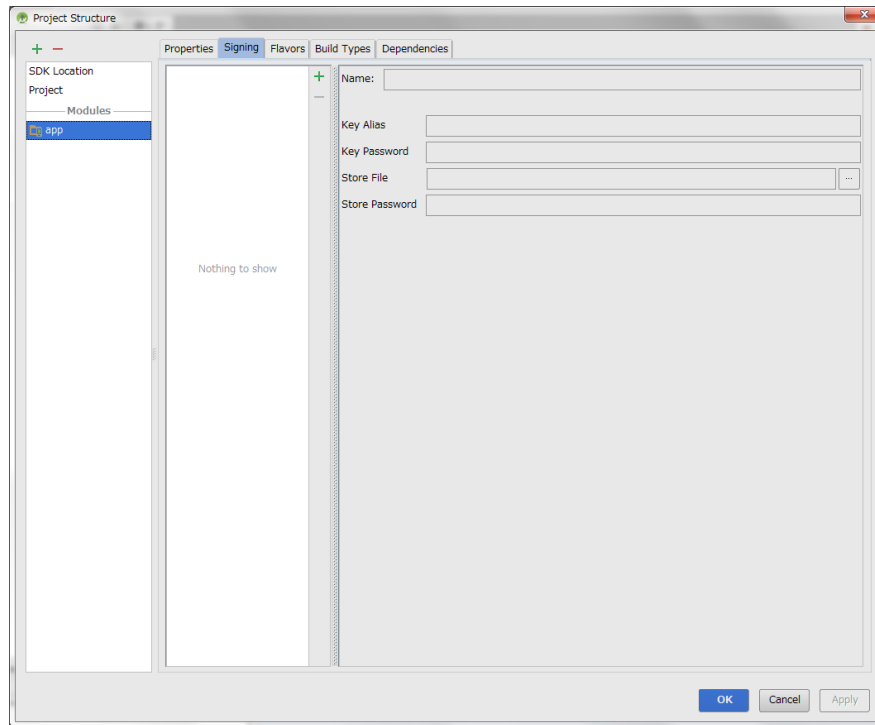 Project Structure
x
+ −
SDK Location
Project
Modules
app
Properties Signing Flavors Build Types Dependencies
+
−
Nothing to show
Name:
Key Alias
Key Password
Store File
...
Store Password
OK Cancel Apply